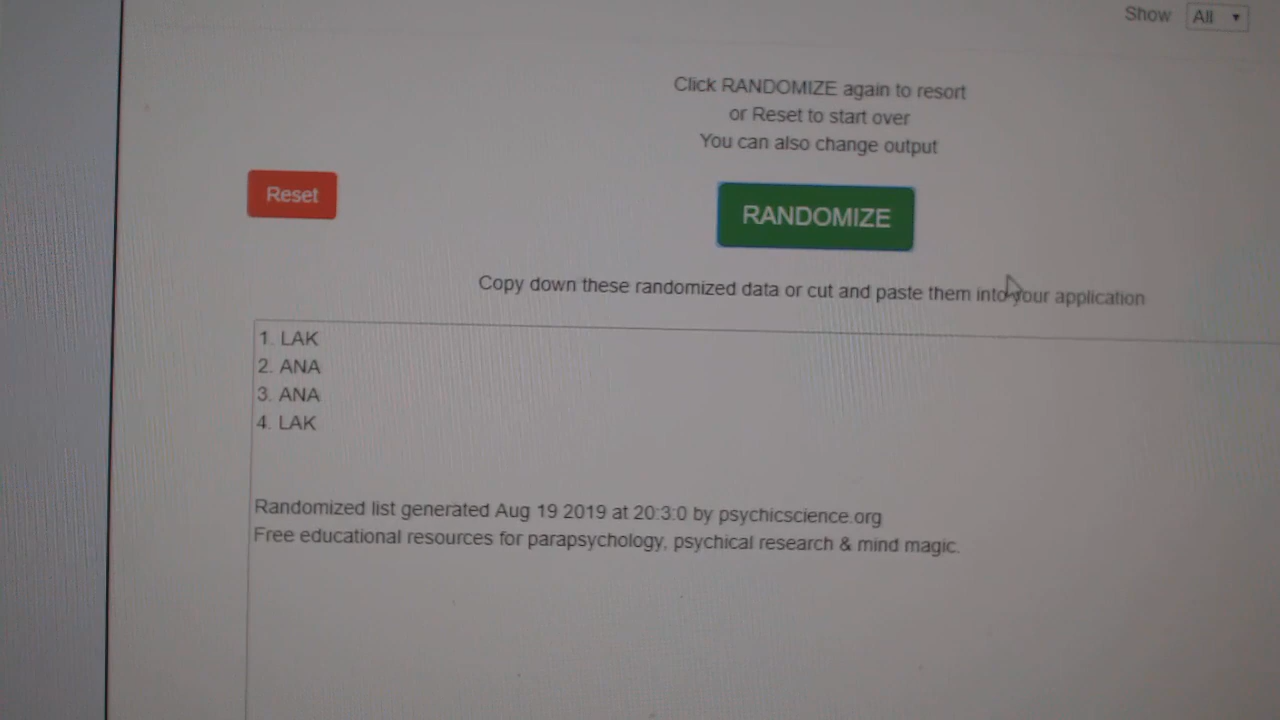 Show All
Click RANDOMIZE again to resort
or Reset to start over
You can also change output
Reset
RANDOMIZE
Copy down these randomized data or cut and paste them into your application
1. LAK
2. ANA
3. ANA
4. LAK
Randomized list generated Aug 19 2019 at 20:3:0 by psychicscience.org
Free educational resources for parapsychology, psychical research & mind magic.